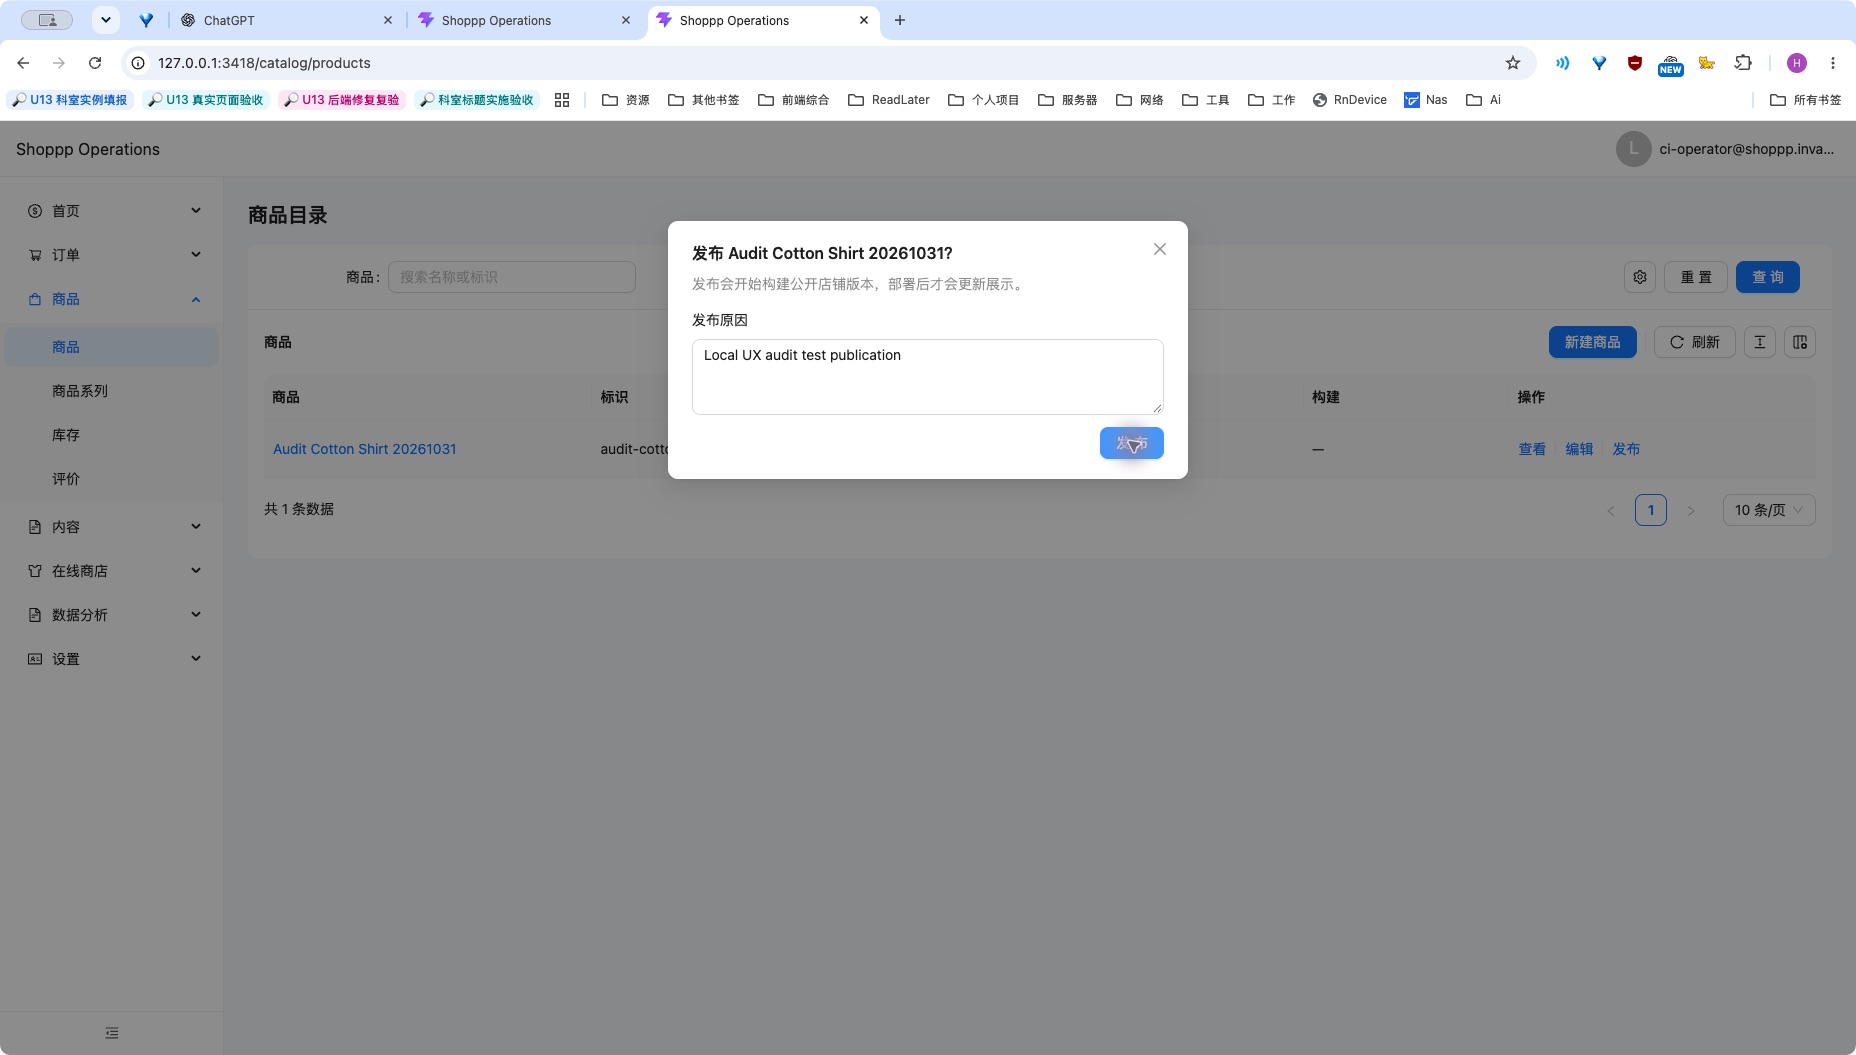 ChatGPT
Shoppp Operations
Shoppp Operations
127.0.0.1:3418/catalog/products
NEW
H
U13 科室实例填报
U13 真实页面验收
U13 后端修复复验
科室标题实施验收
资源
其他书签
前端综合
ReadLater
个人项目
服务器
网络
工具
工作
RnDevice
Nas
Ai
所有书签
Shoppp Operations
L
ci-operator@shoppp.inva...
首页
订单
商品
商品
商品系列
库存
评价
内容
在线商店
数据分析
设置
商品目录
商品:
搜索名称或标识
重 置
查 询
商品
新建商品
刷新
商品
标识
构建
操作
Audit Cotton Shirt 20261031
audit-cotto
—
查看
编辑
发布
共 1 条数据
1
10 条/页
发布 Audit Cotton Shirt 20261031?
发布会开始构建公开店铺版本，部署后才会更新展示。
发布原因
Local UX audit test publication
发布